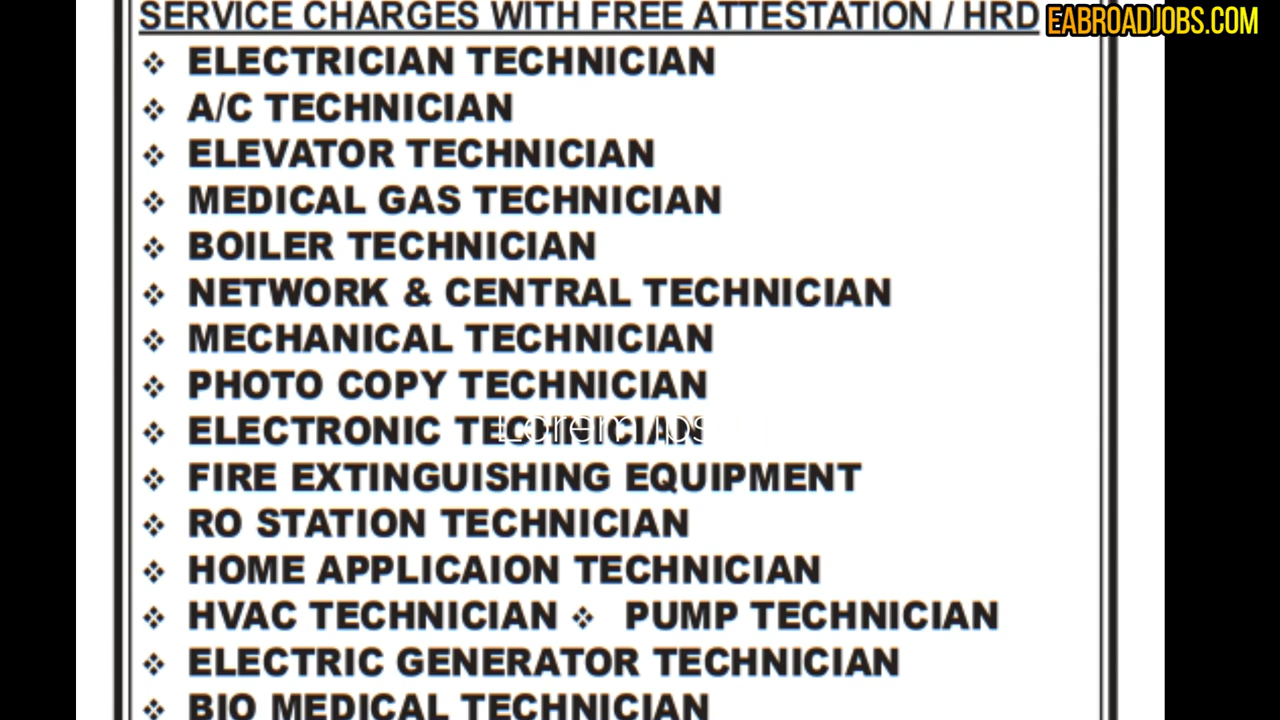 SERVICE CHARGES WITH FREE ATTESTATION / HRD
EABROADJOBS.COM
❖ ELECTRICIAN TECHNICIAN
❖ A/C TECHNICIAN
❖ ELEVATOR TECHNICIAN
❖ MEDICAL GAS TECHNICIAN
❖ BOILER TECHNICIAN
❖ NETWORK & CENTRAL TECHNICIAN
❖ MECHANICAL TECHNICIAN
❖ PHOTO COPY TECHNICIAN
❖ ELECTRONIC TECHNICIAN
Lorem
❖ FIRE EXTINGUISHING EQUIPMENT
❖ RO STATION TECHNICIAN
❖ HOME APPLICAION TECHNICIAN
❖ HVAC TECHNICIAN ❖ PUMP TECHNICIAN
❖ ELECTRIC GENERATOR TECHNICIAN
❖ BIO MEDICAL TECHNICIAN